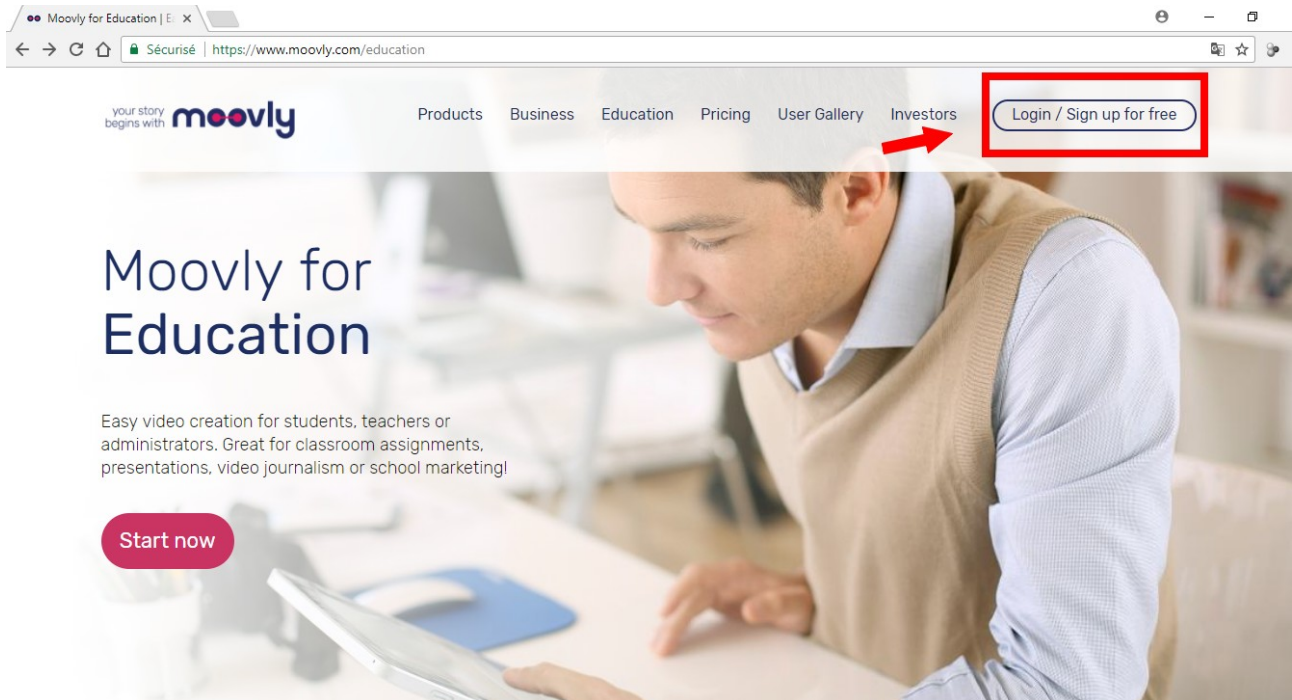 Moovly for Education | E
Sécurisé | https://www.moovly.com/education
your story
begins with moovly
Products Business Education Pricing User Gallery Investors Login / Sign up for free
Moovly for
Education
Easy video creation for students, teachers or
administrators. Great for classroom assignments,
presentations, video journalism or school marketing!
Start now